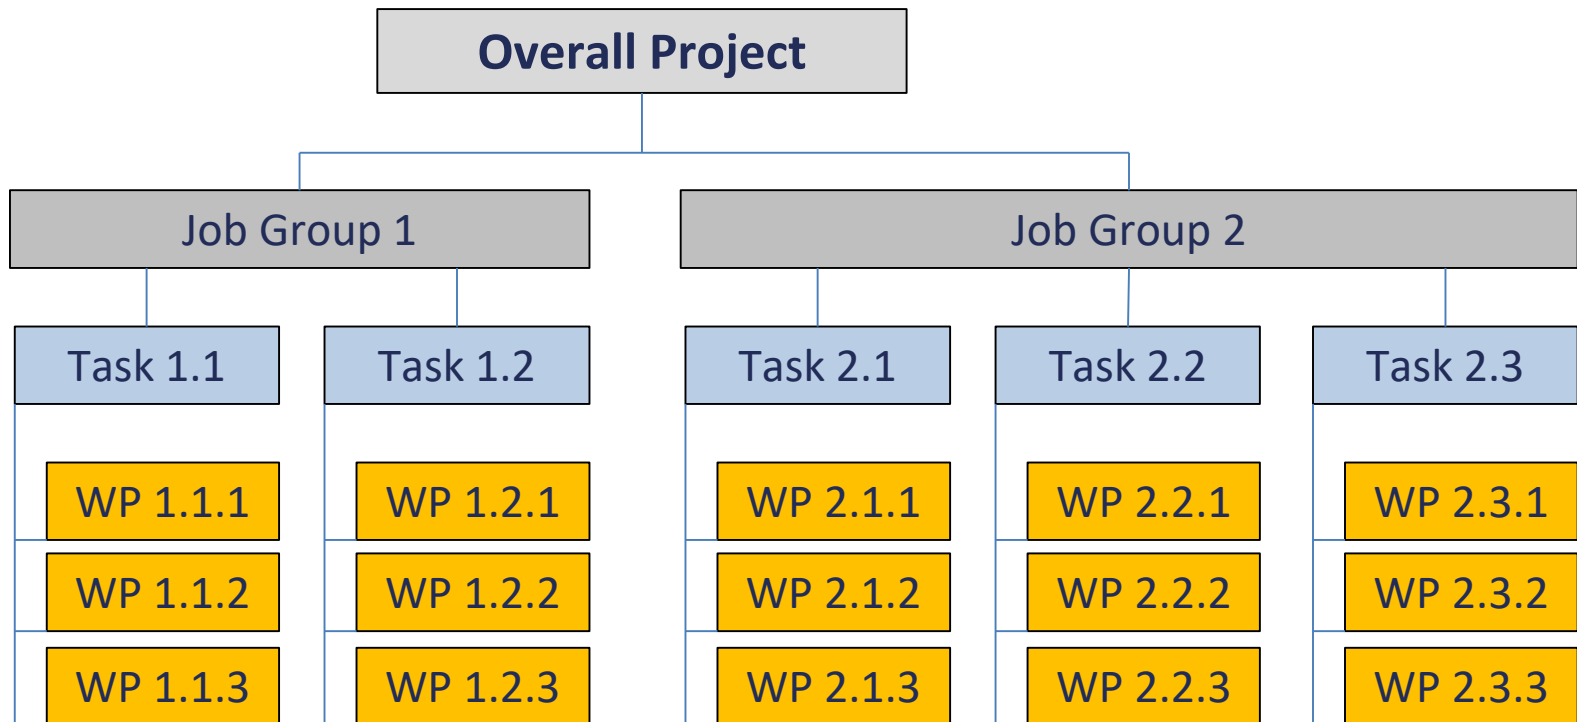 Overall Project
Job Group 1
Job Group 2
Task 1.1
Task 1.2
Task 2.1
Task 2.2
Task 2.3
WP 1.1.1
WP 1.2.1
WP 2.1.1
WP 2.2.1
WP 2.3.1
WP 1.1.2
WP 1.2.2
WP 2.1.2
WP 2.2.2
WP 2.3.2
WP 1.1.3
WP 1.2.3
WP 2.1.3
WP 2.2.3
WP 2.3.3